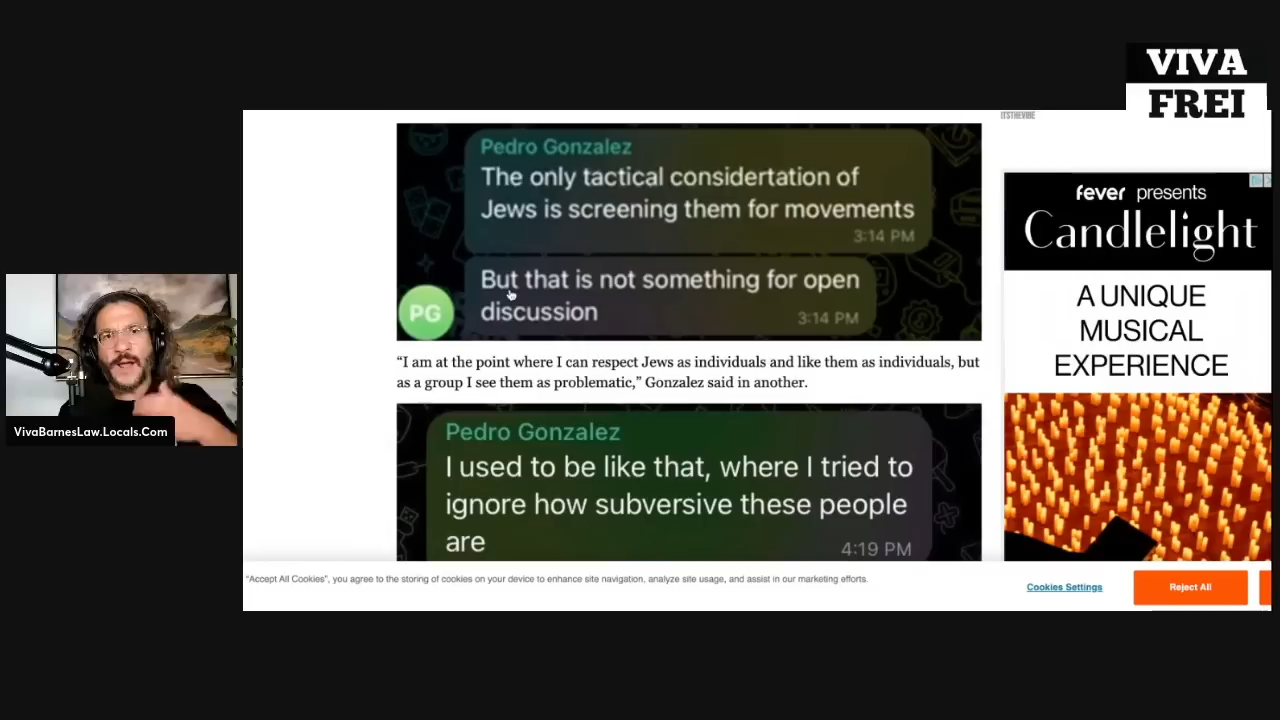 VIVA
FREI
ITSTHEVIBE
Pedro Gonzalez
The only tactical considertation of
Jews is screening them for movements
3:14 PM
But that is not something for open
discussion
3:14 PM
PG
“I am at the point where I can respect Jews as individuals and like them as individuals, but
as a group I see them as problematic,” Gonzalez said in another.
Pedro Gonzalez
I used to be like that, where I tried to
ignore how subversive these people
are
4:19 PM
fever presents
Candlelight
A UNIQUE
MUSICAL
EXPERIENCE
VivaBarnesLaw.Locals.Com
“Accept All Cookies”, you agree to the storing of cookies on your device to enhance site navigation, analyze site usage, and assist in our marketing efforts.
Cookies Settings
Reject All